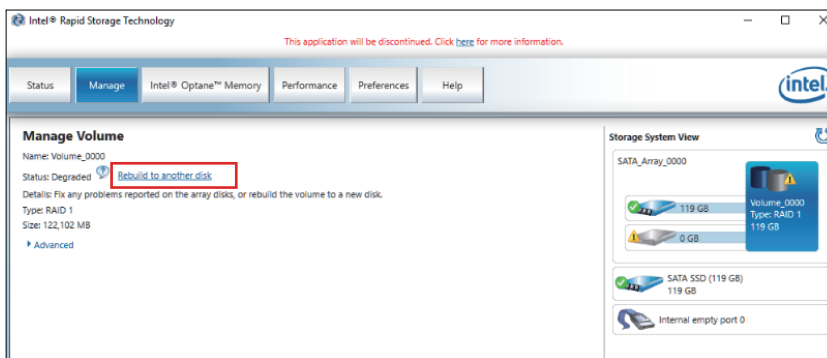 Intel® Rapid Storage Technology
This application will be discontinued. Click here for more information.
Status
Manage
Intel® Optane™ Memory
Performance
Preferences
Help
intel.
Manage Volume
Name: Volume_0000
Status: Degraded
Rebuild to another disk
Details: Fix any problems reported on the array disks, or rebuild the volume to a new disk.
Type: RAID 1
Size: 122,102 MB
Advanced
Storage System View
SATA_Array_0000
119 GB
0 GB
Volume_0000
Type: RAID 1
119 GB
SATA SSD (119 GB)
119 GB
Internal empty port 0